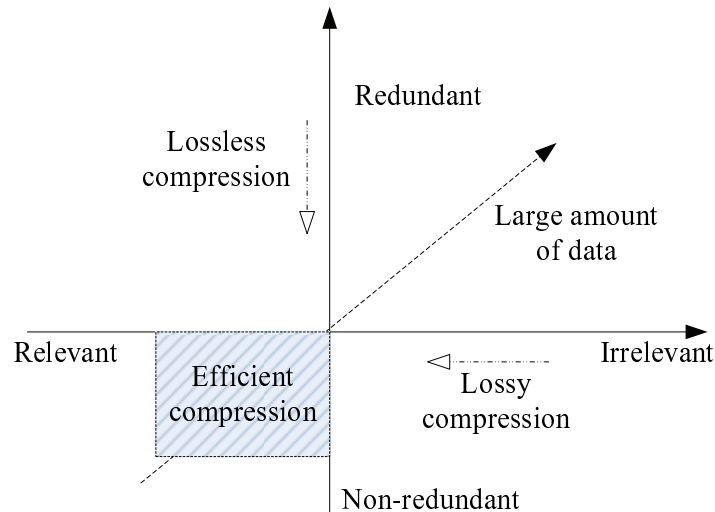 Redundant
Lossless
compression
Large amount
of data
Relevant
Irrelevant
Efficient
compression
Lossy
compression
Non-redundant